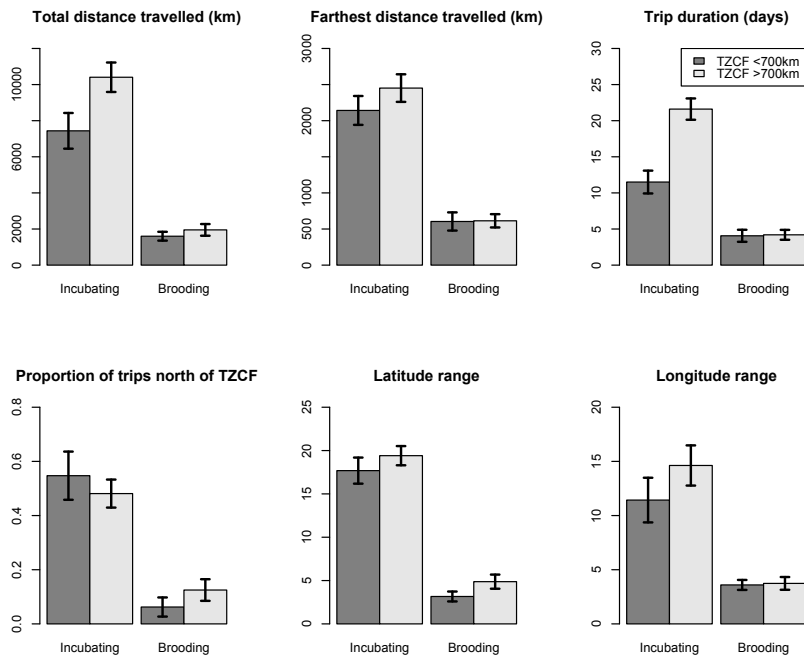 Total distance travelled (km)
0 2000 6000 10000
Incubating Brooding
Farthest distance travelled (km)
0 500 1000 2000 3000
Incubating Brooding
Trip duration (days)
0 5 10 15 20 25 30
TZCF <700km
TZCF >700km
Incubating Brooding
Proportion of trips north of TZCF
0.0 0.2 0.4 0.6 0.8
Incubating Brooding
Latitude range
0 5 10 15 20 25
Incubating Brooding
Longitude range
0 5 10 15 20
Incubating Brooding